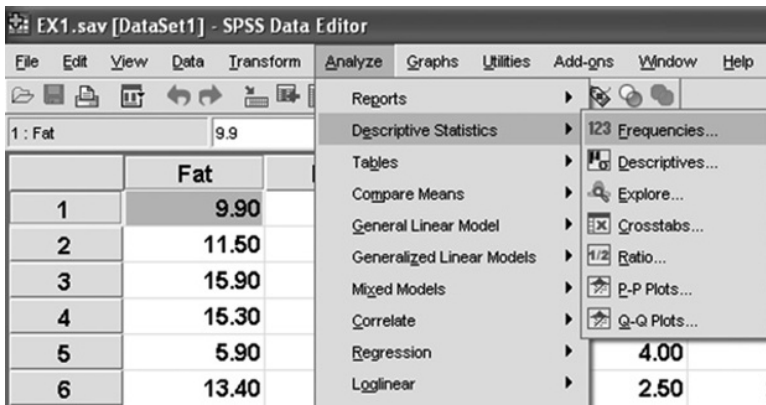 EX1.sav [DataSet1] - SPSS Data Editor
File Edit View Data Transform Analyze Graphs Utilities Add-ons Window Help
1 : Fat 9.9
Reports
Descriptive Statistics
Tables
Compare Means
General Linear Model
Generalized Linear Models
Mixed Models
Correlate
Regression
Loglinear
123 Frequencies...
Descriptives...
Explore...
Crosstabs...
1/2 Ratio...
P-P Plots...
Q-Q Plots...
Fat
1 9.90
2 11.50
3 15.90
4 15.30
5 5.90 4.00
6 13.40 2.50